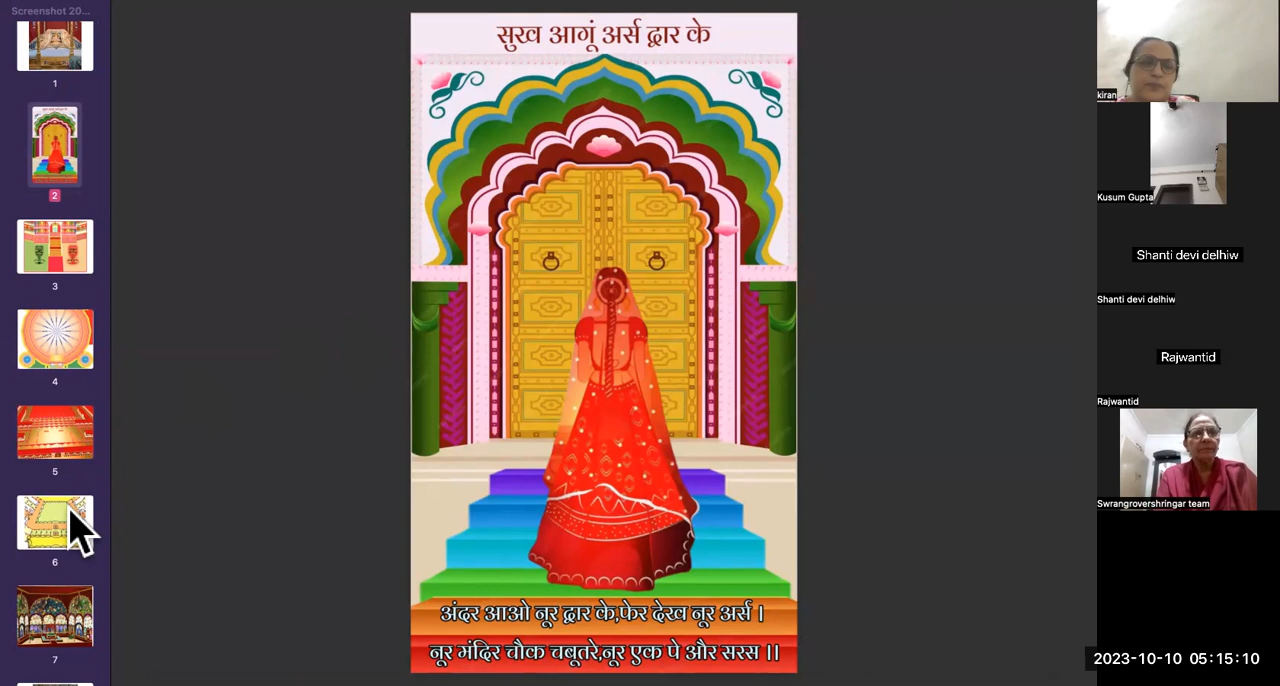 Screenshot 20...
1
2
3
4
5
6
7
सुख आगूं अर्स द्वार के
अंदर आओ नूर द्वार के,फेर देख नूर अर्स ।
नूर मंदिर चौक चबूतरे,नूर एक पे और सरस ।।
kiran
Kusum Gupta
Shanti devi delhiw
Shanti devi delhiw
Rajwantid
Rajwantid
Swrangrovershringar team
2023-10-10 05:15:10